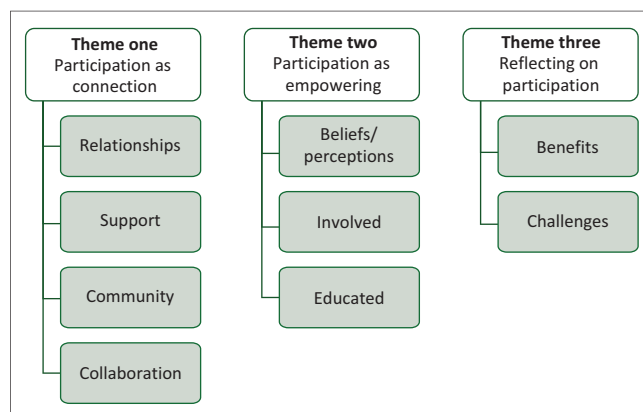 Theme one
Participation as
connection
Relationships
Support
Community
Collaboration
Theme two
Participation as
empowering
Beliefs/
perceptions
Involved
Educated
Theme three
Reflecting on
participation
Benefits
Challenges